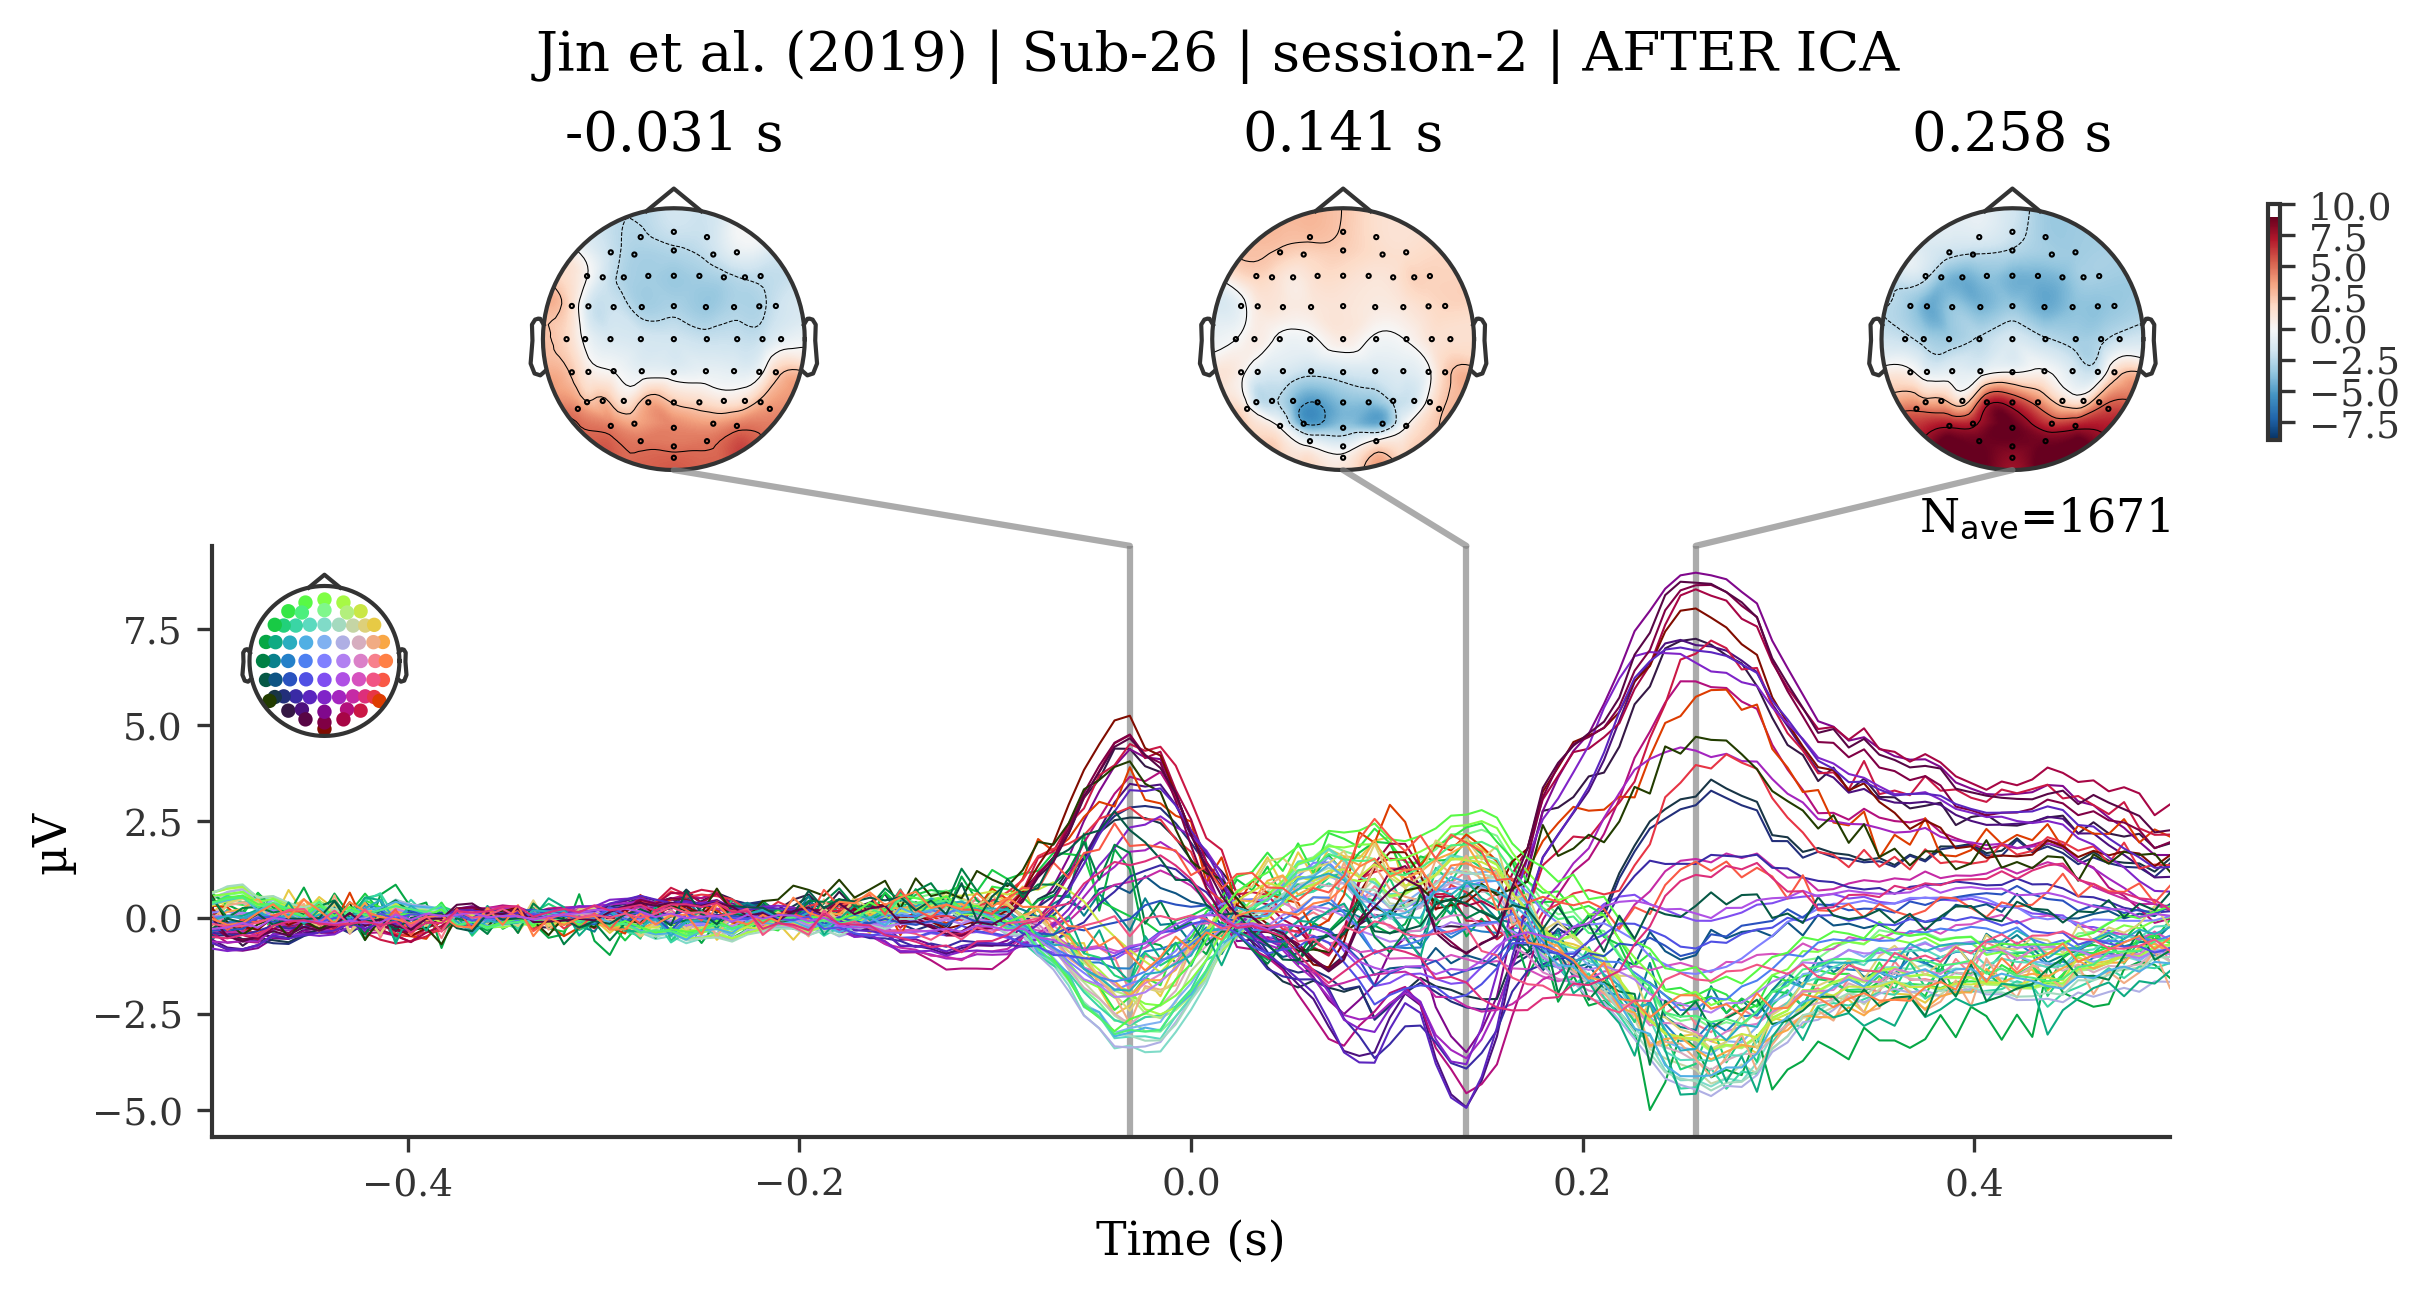 Jin et al. (2019) | Sub-26 | session-2 | AFTER ICA
-0.031 s
0.141 s
0.258 s
10.0
7.5
5.0
2.5
0.0
−2.5
−5.0
−7.5
Nave=1671
µV
7.5
5.0
2.5
0.0
−2.5
−5.0
−0.4
−0.2
0.0
0.2
0.4
Time (s)